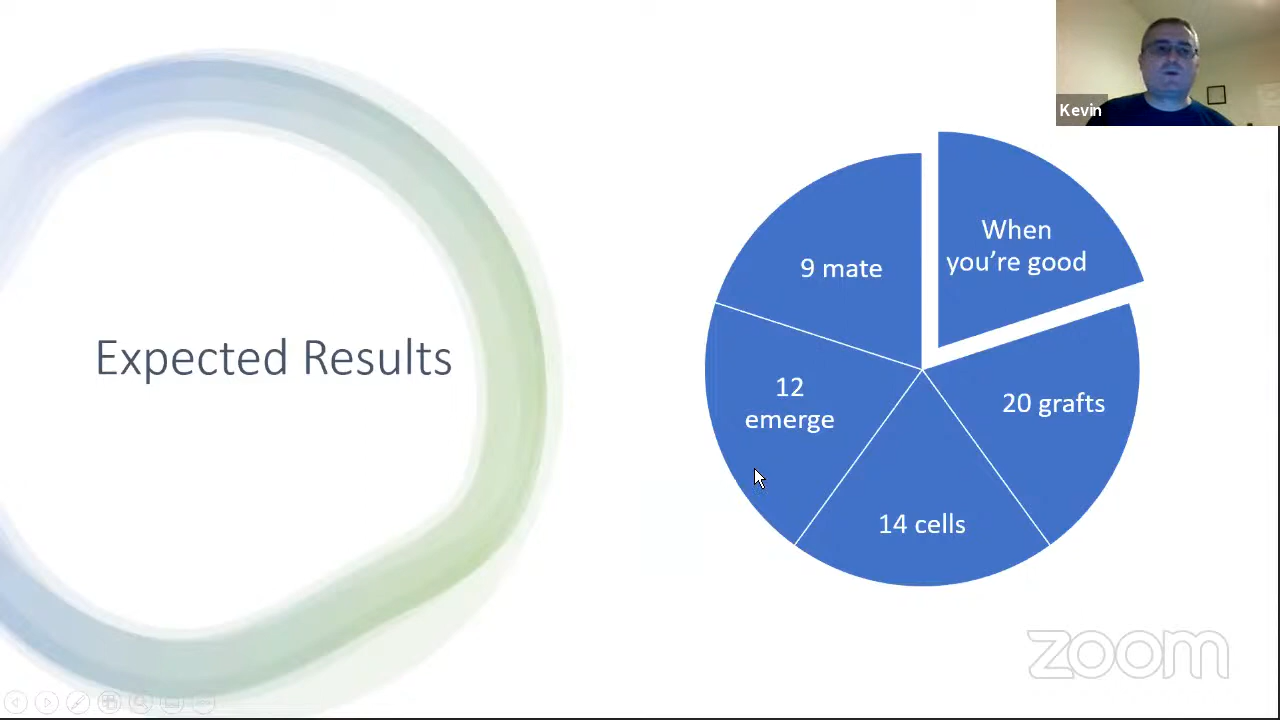 Kevin
Expected Results
When
you’re good
20 grafts
14 cells
12
emerge
9 mate
zoom